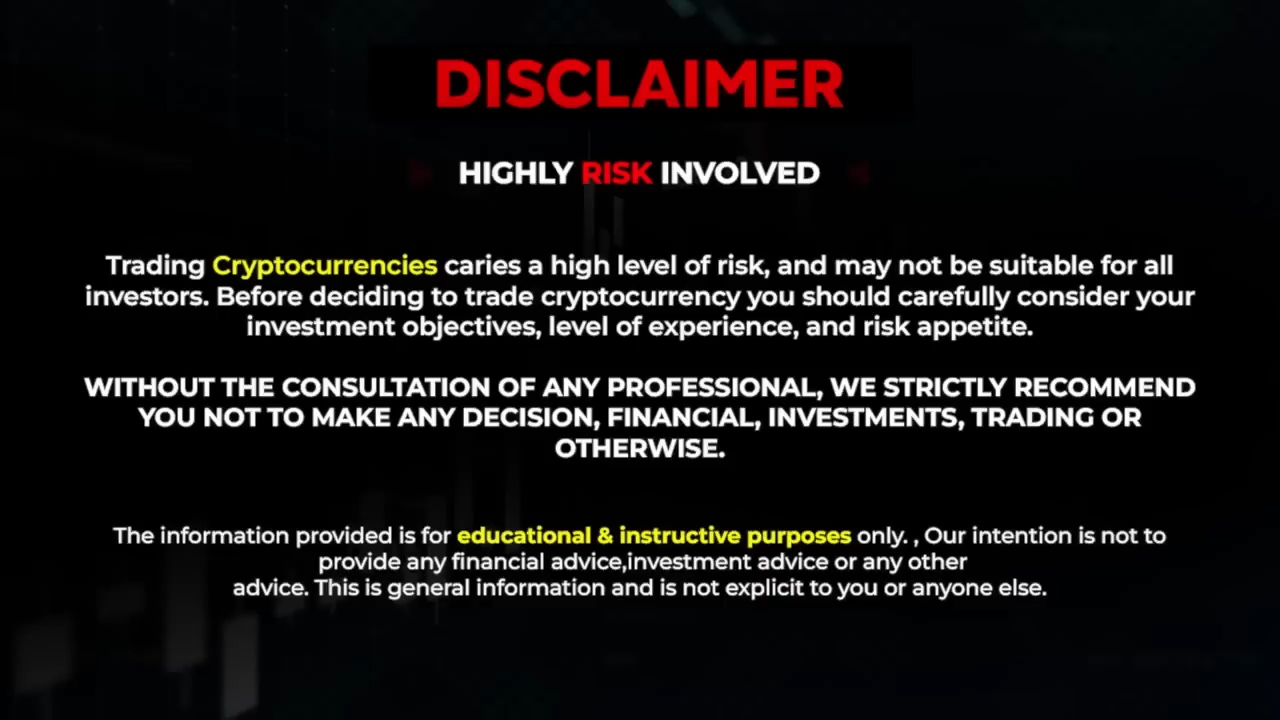 DISCLAIMER
HIGHLY RISK INVOLVED
Trading Cryptocurrencies caries a high level of risk, and may not be suitable for all
investors. Before deciding to trade cryptocurrency you should carefully consider your
investment objectives, level of experience, and risk appetite.
WITHOUT THE CONSULTATION OF ANY PROFESSIONAL, WE STRICTLY RECOMMEND
YOU NOT TO MAKE ANY DECISION, FINANCIAL, INVESTMENTS, TRADING OR
OTHERWISE.
The information provided is for educational & instructive purposes only. , Our intention is not to
provide any financial advice,investment advice or any other
advice. This is general information and is not explicit to you or anyone else.